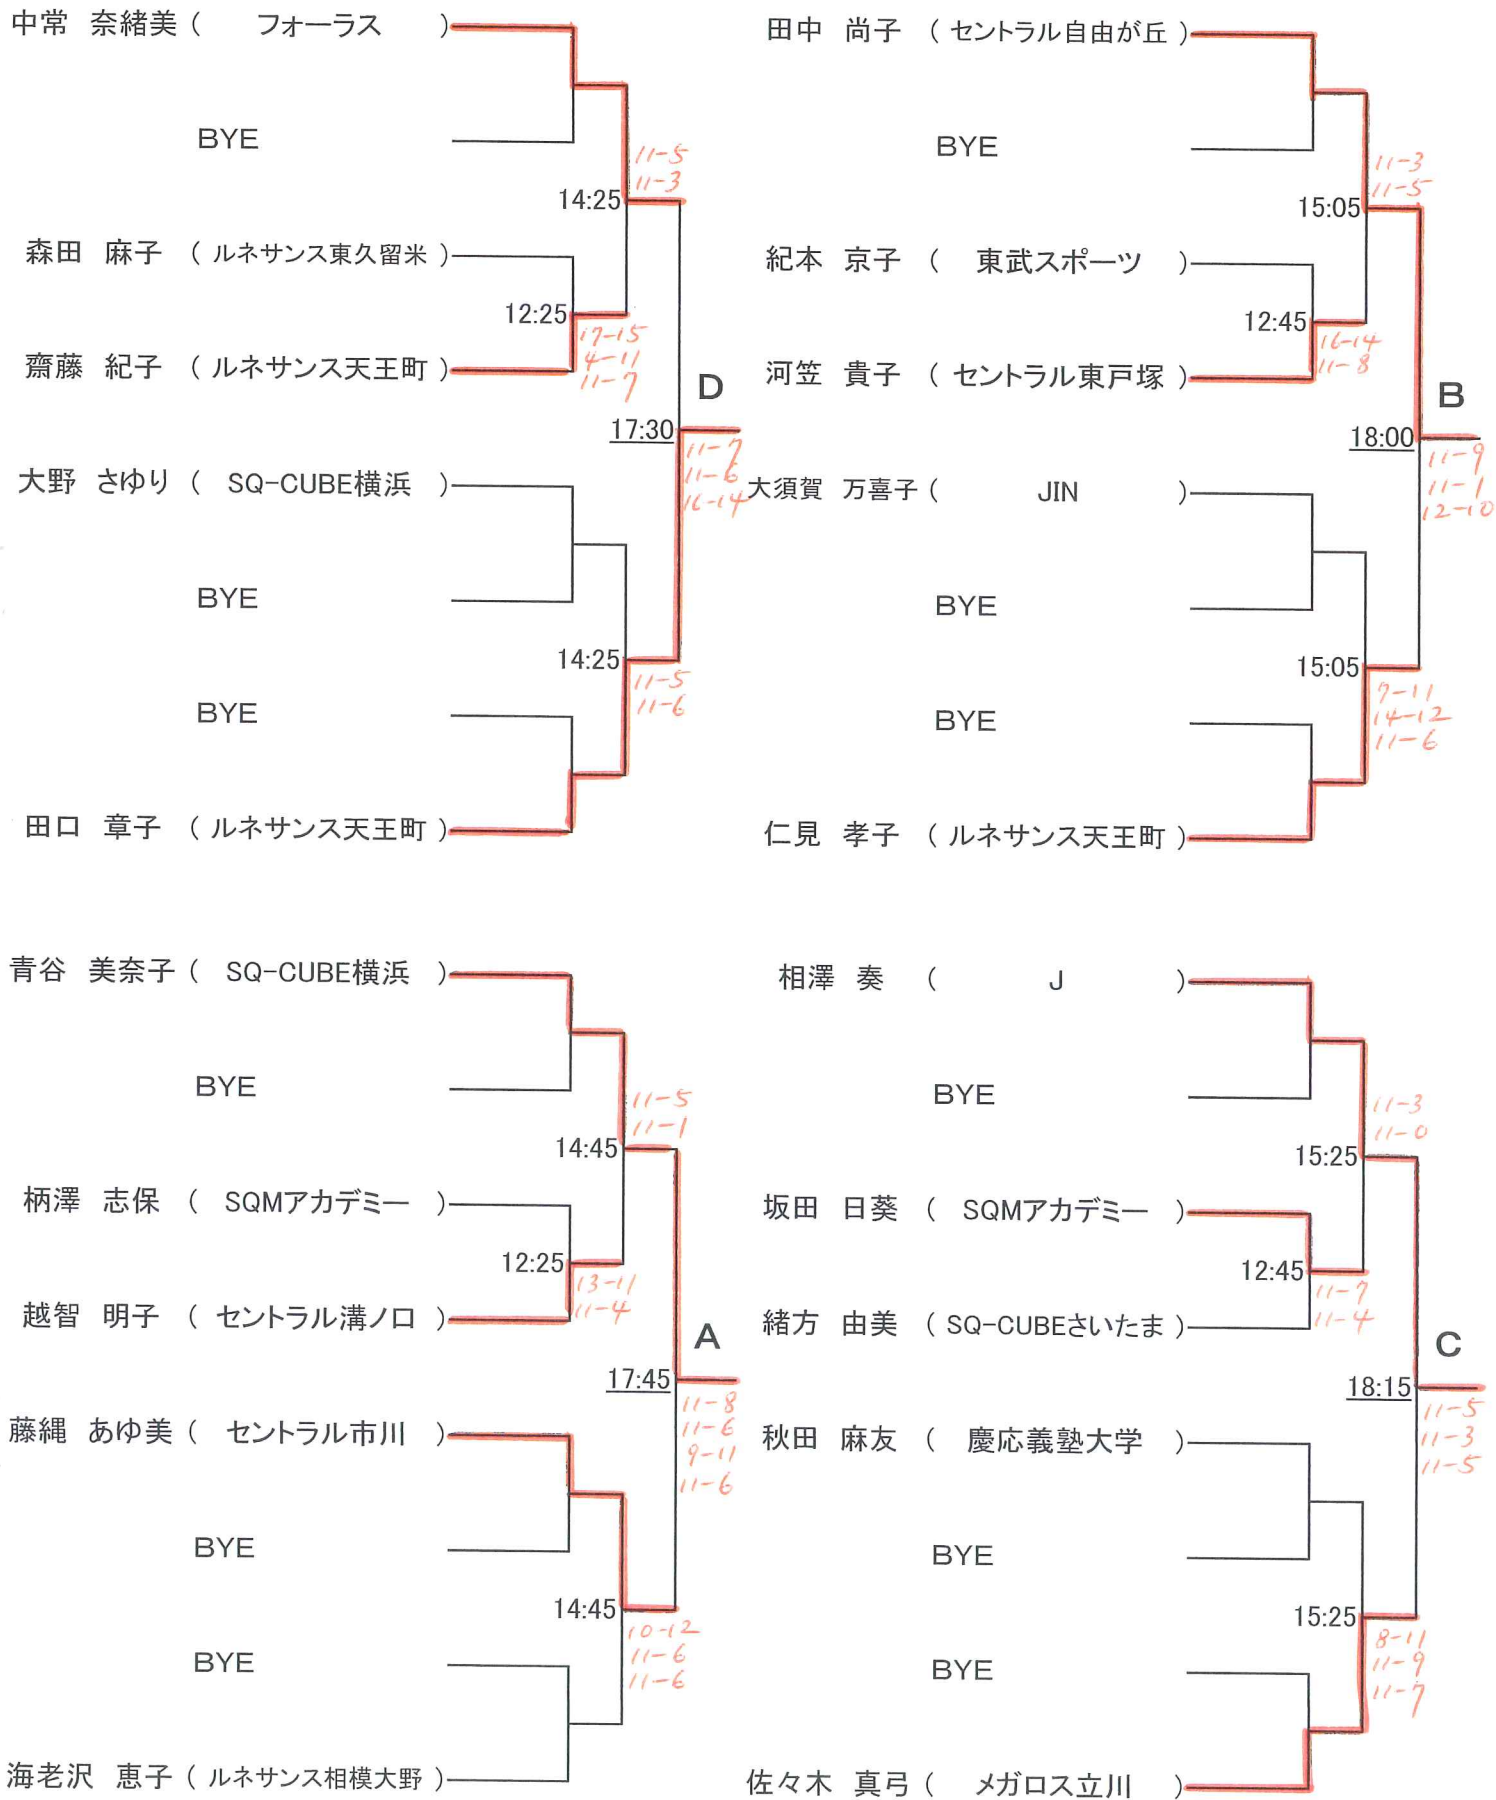 中常 奈緒美 ( フォーラス )
BYE
11-5
11-3
14:25
森田 麻子 ( ルネサンス東久留米 )
12:25
17-15
4-11
11-7
齋藤 紀子 ( ルネサンス天王町 )
D
17:30
11-7
11-6
16-14
大野 さゆり ( SQ-CUBE横浜 )
BYE
14:25
11-5
11-6
BYE
田口 章子 ( ルネサンス天王町 )
田中 尚子 ( セントラル自由が丘 )
BYE
11-3
11-5
15:05
紀本 京子 ( 東武スポーツ )
12:45
16-14
11-8
河笠 貴子 ( セントラル東戸塚 )
B
18:00
11-9
11-1
12-10
大須賀 万喜子 ( JIN )
BYE
15:05
7-11
14-12
11-6
BYE
仁見 孝子 ( ルネサンス天王町 )
青谷 美奈子 ( SQ-CUBE横浜 )
BYE
11-5
11-1
14:45
柄澤 志保 ( SQMアカデミー )
12:25
13-11
11-4
越智 明子 ( セントラル溝ノ口 )
A
17:45
11-8
11-6
9-11
11-6
藤縄 あゆ美 ( セントラル市川 )
BYE
14:45
10-12
11-6
11-6
BYE
海老沢 恵子 ( ルネサンス相模大野 )
相澤 奏 ( J )
BYE
11-3
11-0
15:25
坂田 日葵 ( SQMアカデミー )
12:45
11-7
11-4
緒方 由美 ( SQ-CUBEさいたま )
C
18:15
11-5
11-3
11-5
秋田 麻友 ( 慶応義塾大学 )
BYE
15:25
8-11
11-9
11-7
BYE
佐々木 真弓 ( メガロス立川 )